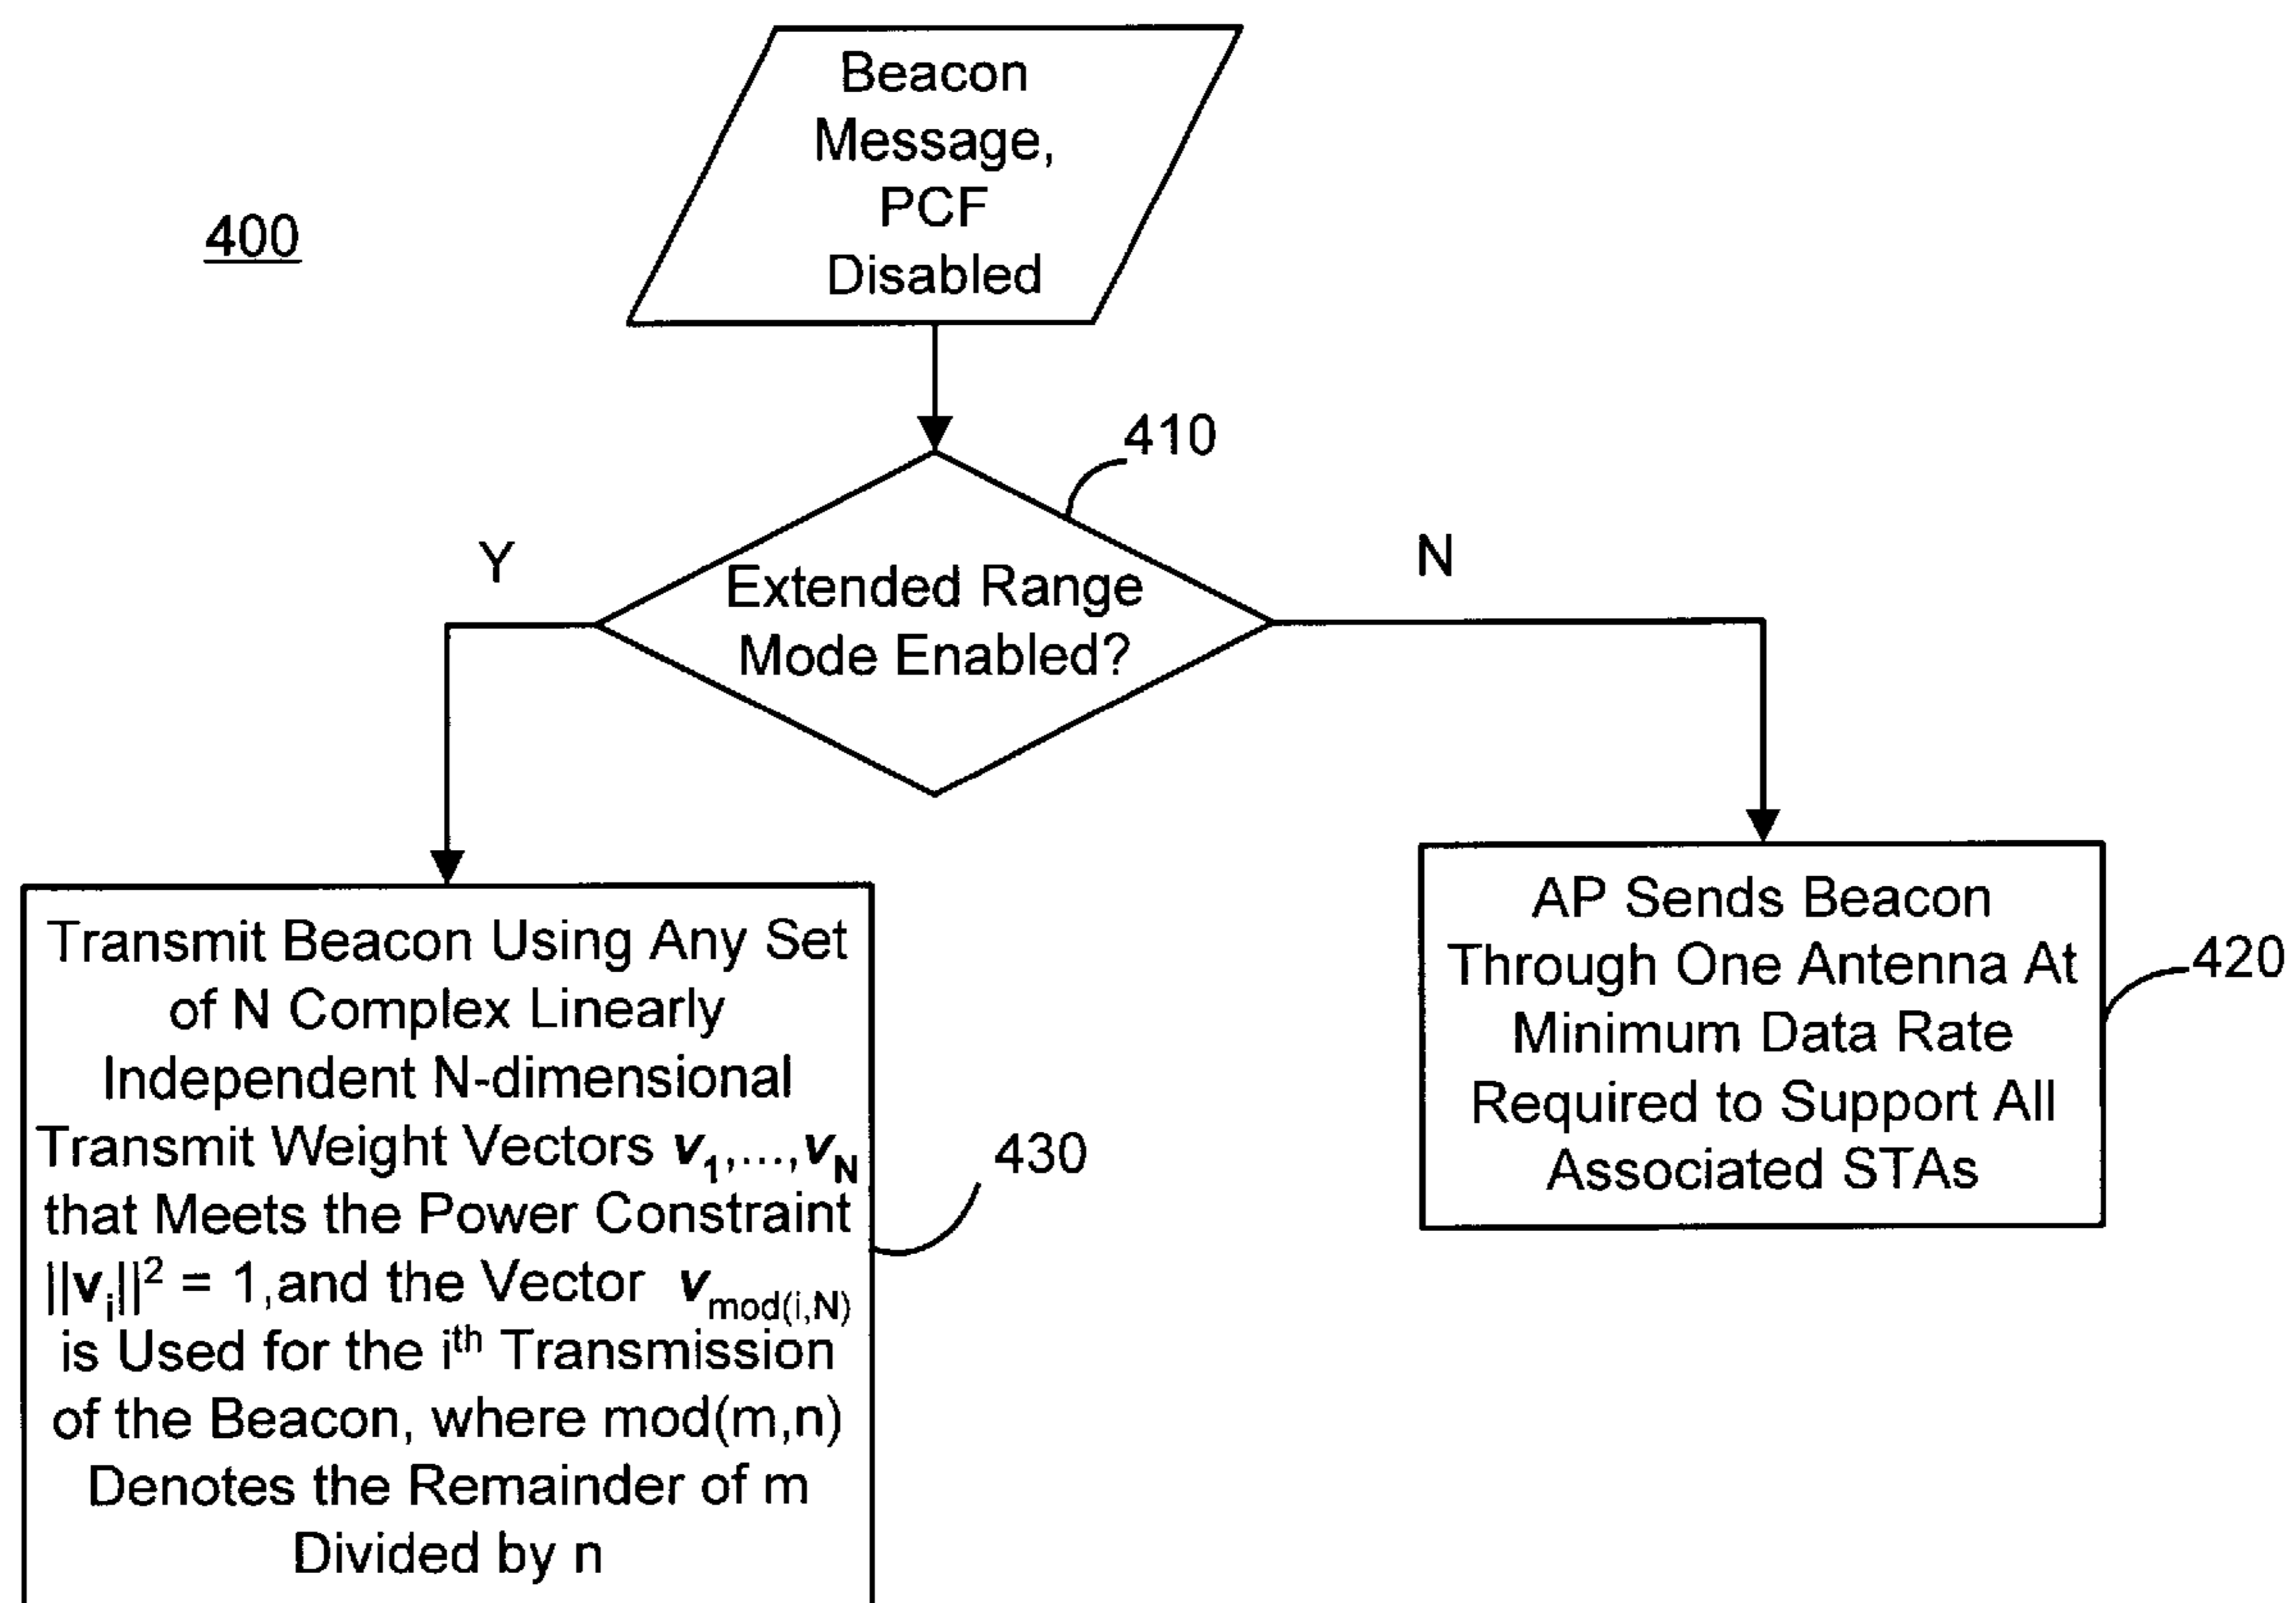 Beacon
Message,
PCF
Disabled
400
410
Y
N
Extended Range
Mode Enabled?
Transmit Beacon Using Any Set
of N Complex Linearly
Independent N-dimensional
Transmit Weight Vectors v₁,...,v_N
that Meets the Power Constraint
||v_i||² = 1,and the Vector v_mod(i,N)
is Used for the iᵗʰ Transmission
of the Beacon, where mod(m,n)
Denotes the Remainder of m
Divided by n
430
AP Sends Beacon
Through One Antenna At
Minimum Data Rate
Required to Support All
Associated STAs
420